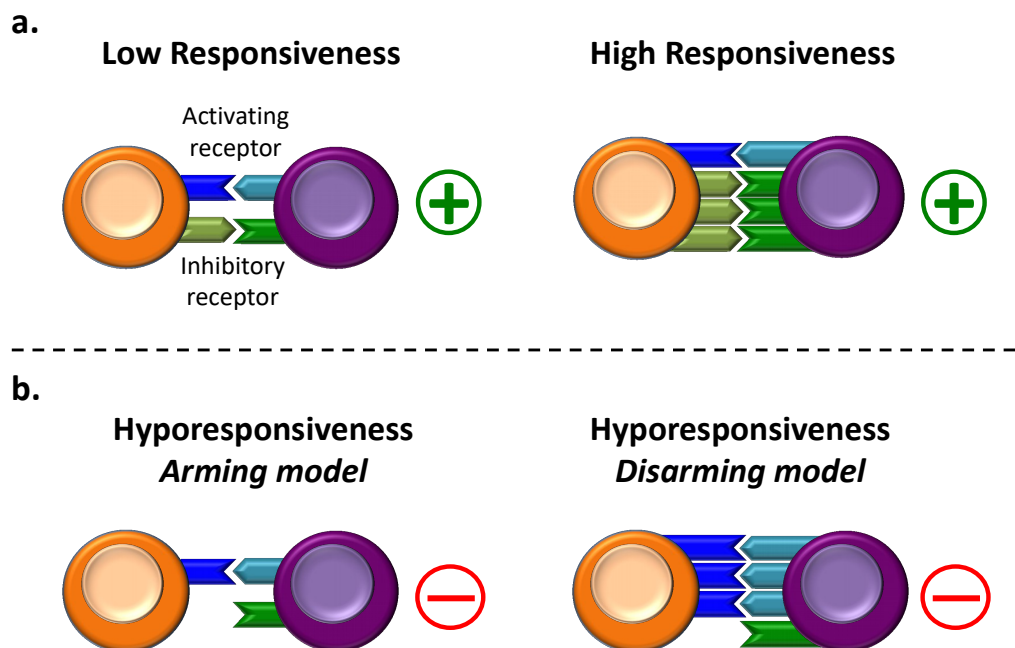 a.
Low Responsiveness
High Responsiveness
Activating
receptor
Inhibitory
receptor
b.
Hyporesponsiveness
Arming model
Hyporesponsiveness
Disarming model